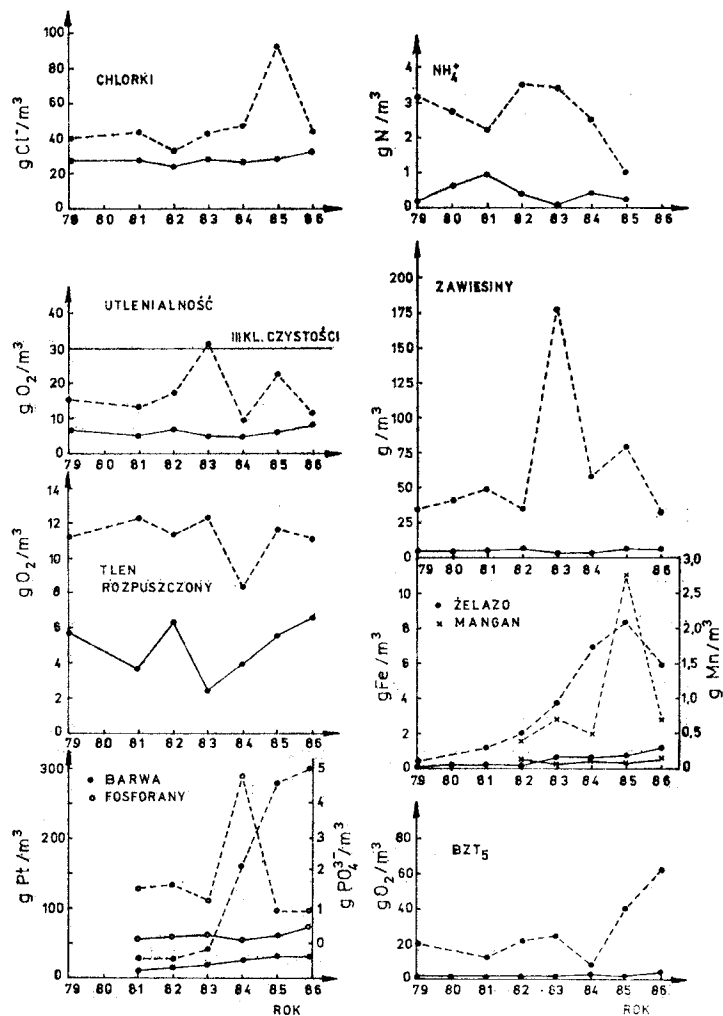 CHLORKI
g Cl⁻/m³
100
80
60
40
20
0
79 80 81 82 83 84 85 86
NH₄⁺
g N/m³
4
3
2
1
0
79 80 81 82 83 84 85 86
UTLENIALNOŚĆ
III KL. CZYSTOŚCI
g O₂/m³
40
30
20
10
0
79 80 81 82 83 84 85 86
ZAWIESINY
g/m³
200
175
150
125
100
75
50
25
0
79 80 81 82 83 84 85 86
TLEN
ROZPUSZCZONY
g O₂/m³
14
12
10
8
6
4
2
0
79 80 81 82 83 84 85 86
ŻELAZO
MANGAN
g Fe/m³
10
8
6
4
2
0
g Mn/m³
3,0
2,5
2,0
1,5
1,0
0,5
0
79 80 81 82 83 84 85 86
BARWA
FOSFORANY
g Pt/m³
300
200
100
0
g PO₄³⁻/m³
5
4
3
2
1
0
79 80 81 82 83 84 85 86
ROK
BZT₅
g O₂/m³
80
60
40
20
0
79 80 81 82 83 84 85 86
ROK